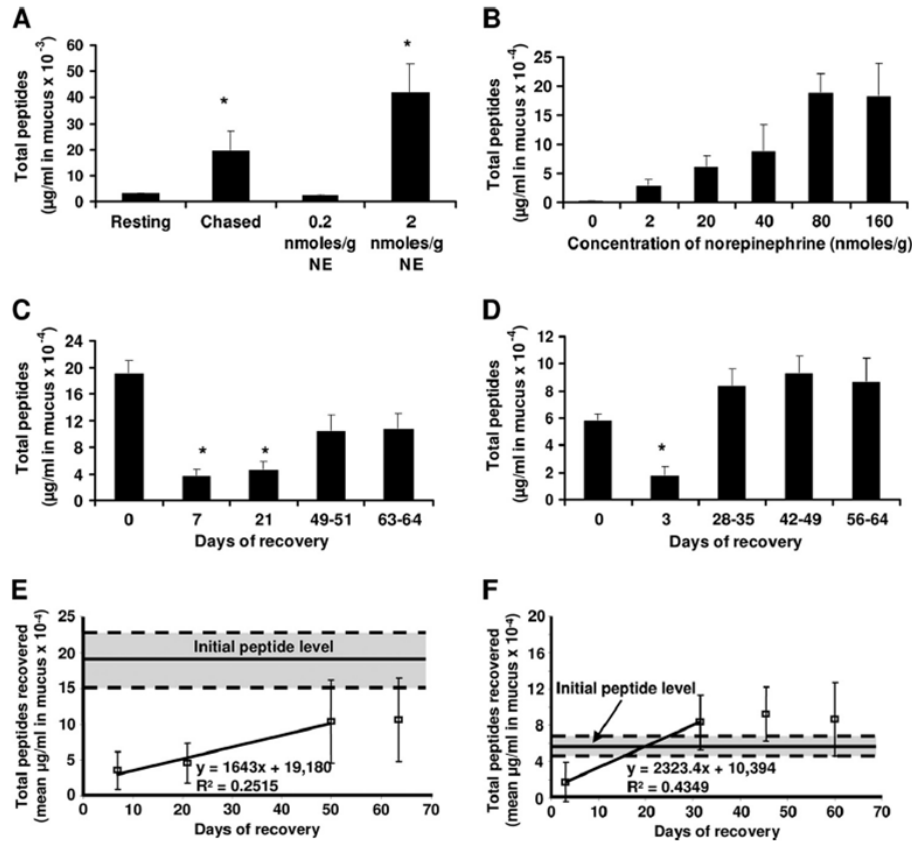 A
Total peptides
(µg/ml in mucus x 10⁻³)
60
50
40
30
20
10
0
*
*
Resting
Chased
0.2
nmoles/g
NE
2
nmoles/g
NE
B
Total peptides
(µg/ml in mucus x 10⁻⁴)
25
20
15
10
5
0
0 2 20 40 80 160
Concentration of norepinephrine (nmoles/g)
C
Total peptides
(µg/ml in mucus x 10⁻⁴)
24
20
16
12
8
4
0
* *
0 7 21 49-51 63-64
Days of recovery
D
Total peptides
(µg/ml in mucus x 10⁻⁴)
12
10
8
6
4
2
0
*
0 3 28-35 42-49 56-64
Days of recovery
E
Total peptides recovered
(mean µg/ml in mucus x 10⁻⁴)
25
20
15
10
5
0
Initial peptide level
y = 1643x + 19,180
R² = 0.2515
0 10 20 30 40 50 60 70
Days of recovery
F
Total peptides recovered
(mean µg/ml in mucus x 10⁻⁴)
20
16
12
8
4
0
Initial peptide level
y = 2323.4x + 10,394
R² = 0.4349
0 10 20 30 40 50 60 70
Days of recovery